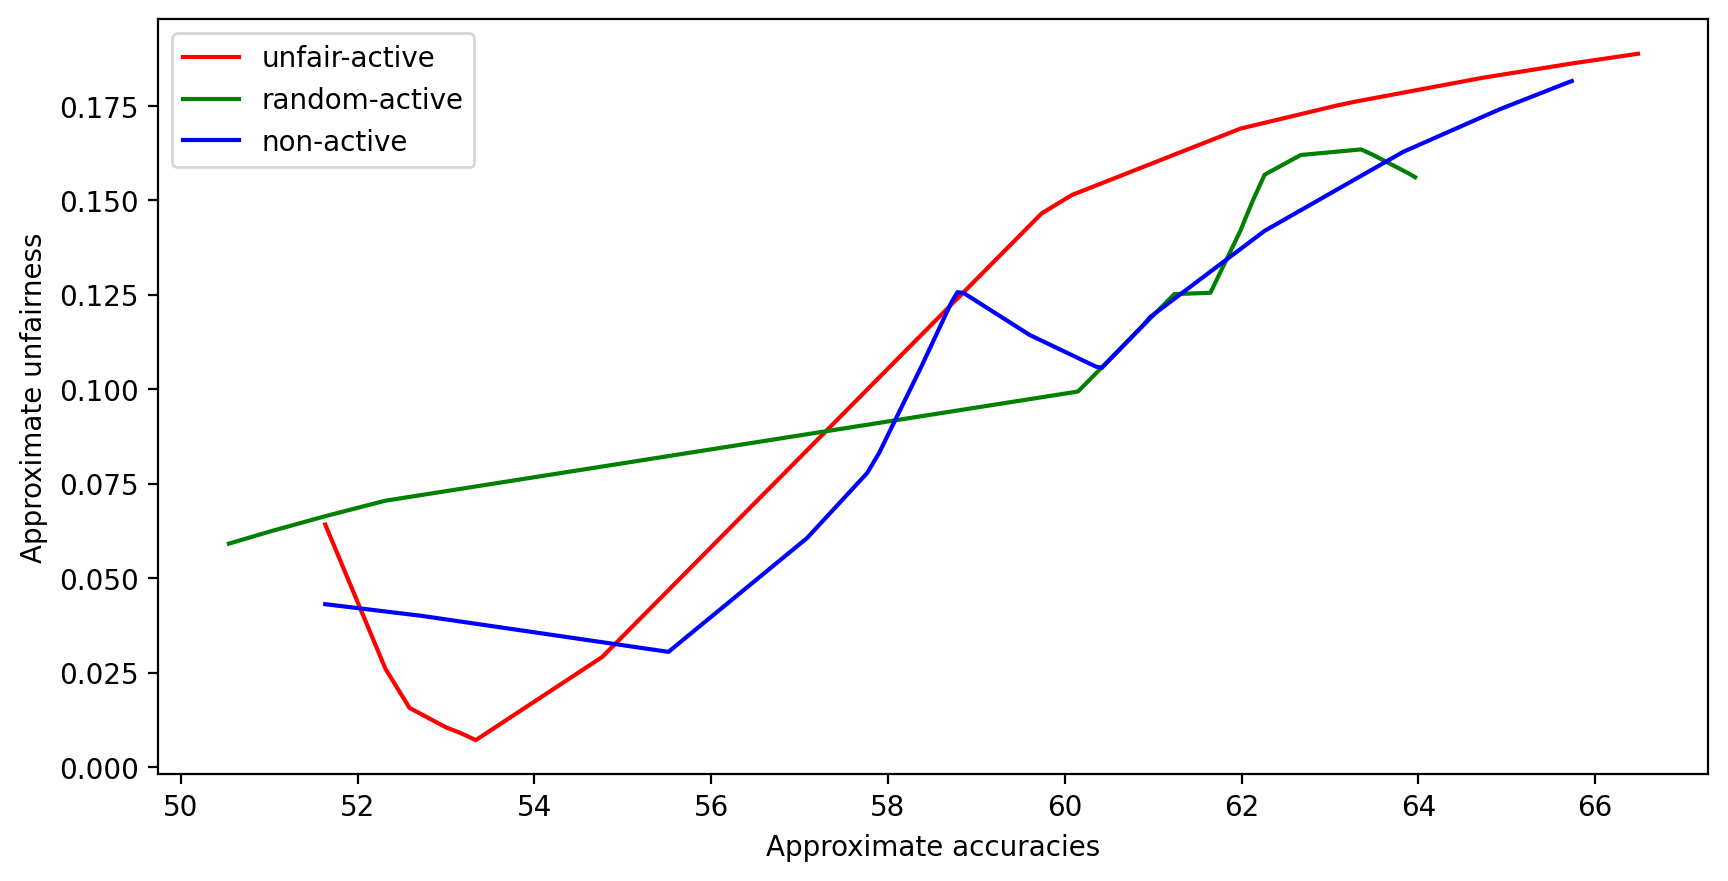 unfair-active
random-active
non-active
Approximate unfairness
0.175
0.150
0.125
0.100
0.075
0.050
0.025
0.000
50 52 54 56 58 60 62 64 66
Approximate accuracies